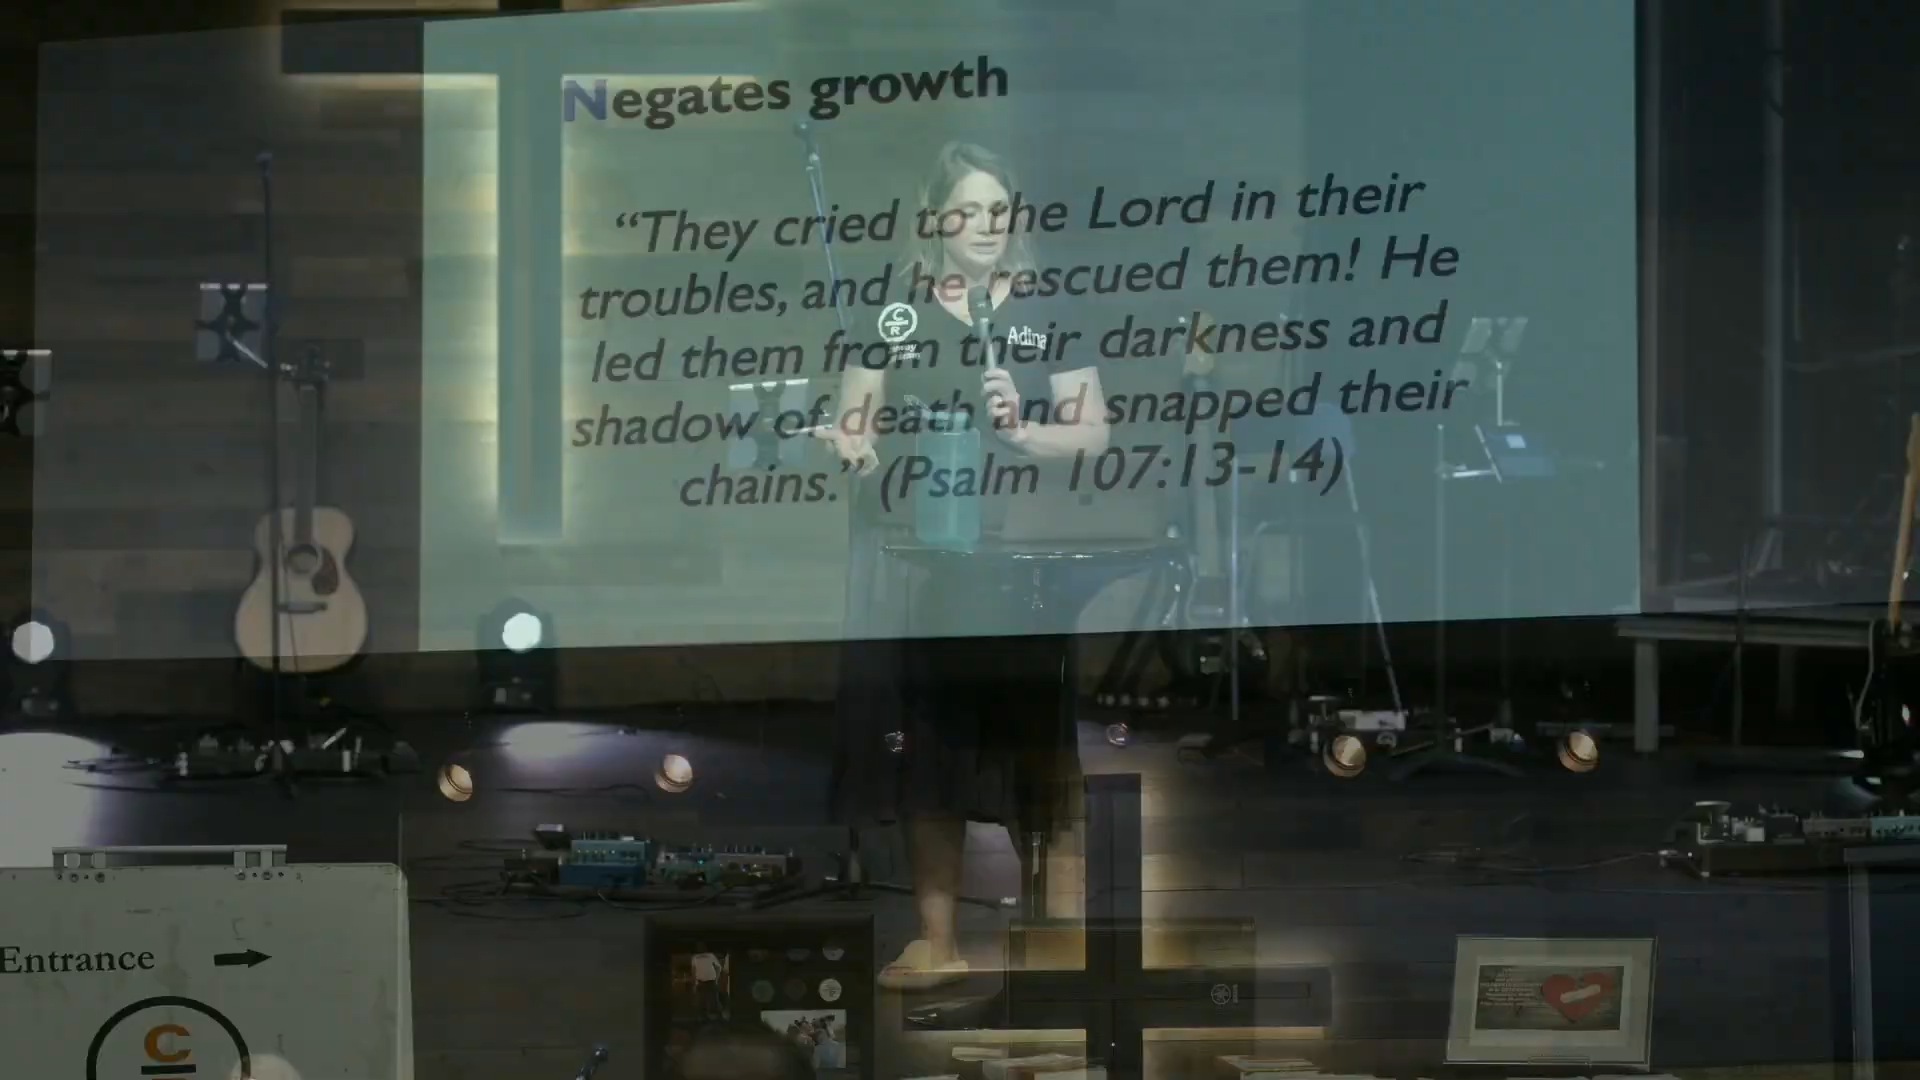 Negates growth
“They cried to the Lord in their
troubles, and he rescued them! He
led them from their darkness and
shadow of death and snapped their
chains.” (Psalm 107:13-14)
C
R
Adina
Entrance
C